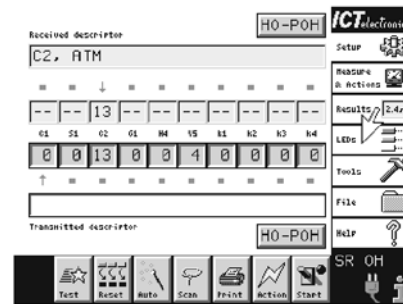 HO-POH
ICTelectronic
Received descriptor
C2, ATM
Setup
Measure & Actions
-- -- 13 -- -- -- -- -- -- --
Results 2.4/
S1 C2 G1 H4 k1 k2 k3 k4
LEDs
0 0 13 0 0 4 0 0 0 0
Tools
File
Transmitted descriptor
HO-POH
Help
SR OH
Test Reset Auto Scan Print Action Start